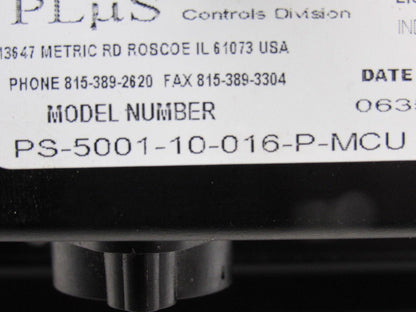 PLµS Controls Division
13647 METRIC RD ROSCOE IL 61073 USA
PHONE 815-389-2620 FAX 815-389-3304
DATE
MODEL NUMBER
PS-5001-10-016-P-MCU